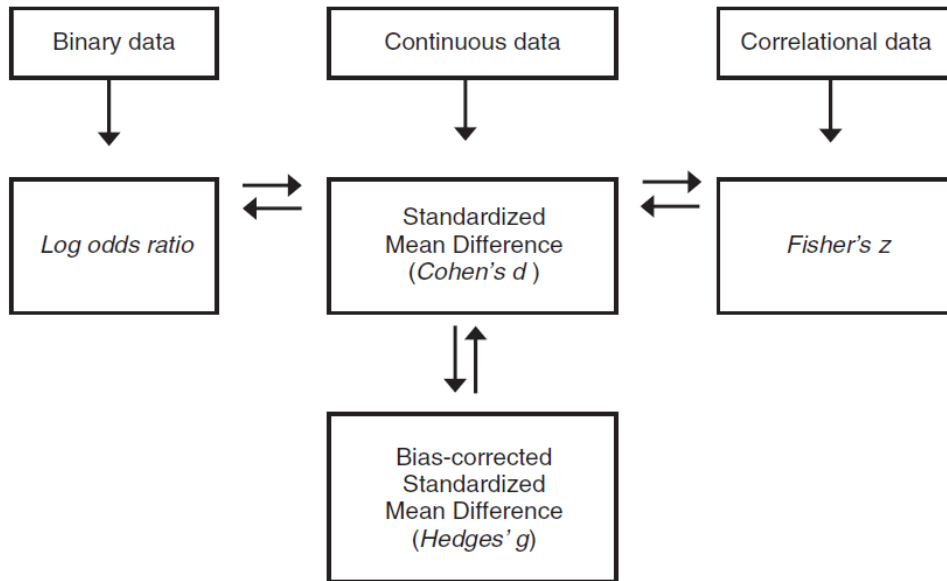 Binary data
Continuous data
Correlational data
Log odds ratio
Standardized
Mean Difference
(Cohen's d )
Fisher's z
Bias-corrected
Standardized
Mean Difference
(Hedges' g)